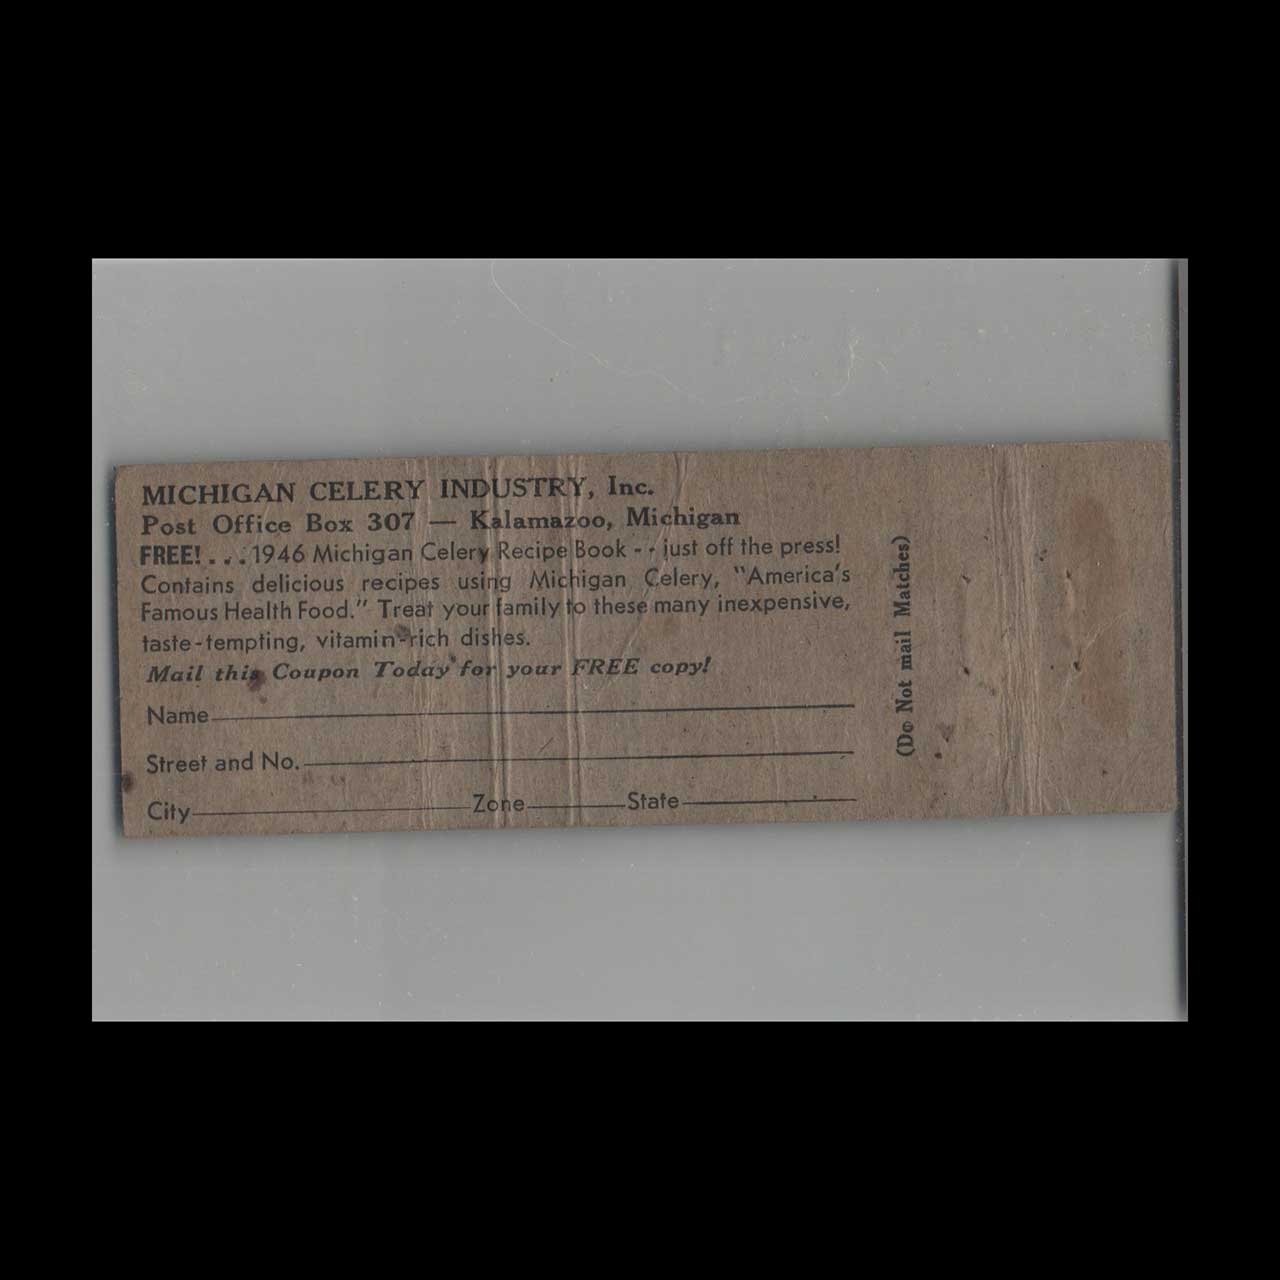 MICHIGAN CELERY INDUSTRY, Inc.
Post Office Box 307 — Kalamazoo, Michigan
FREE! . . . 1946 Michigan Celery Recipe Book - - just off the press!
Contains delicious recipes using Michigan Celery, "America's
Famous Health Food." Treat your family to these many inexpensive,
taste-tempting, vitamin-rich dishes.
Mail this Coupon Today for your FREE copy!
Name
Street and No.
City Zone State
(Do Not mail Matches)